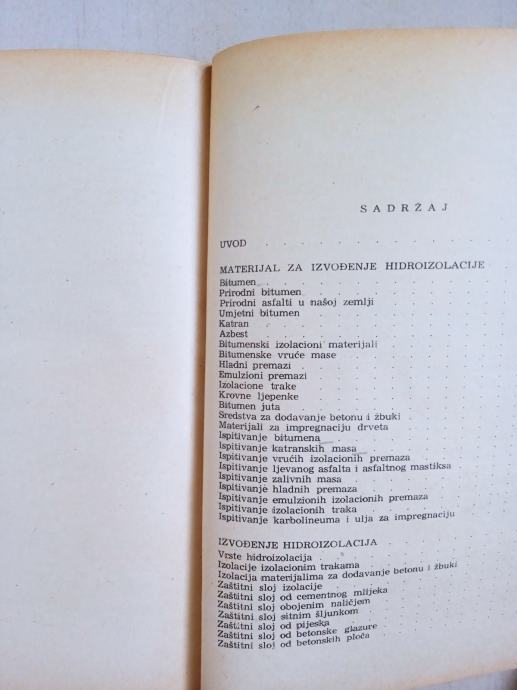 SADRŽAJ
UVOD
MATERIJAL ZA IZVOĐENJE HIDROIZOLACIJE
Bitumen
Prirodni bitumen
Prirodni asfalti u našoj zemlji
Umjetni bitumen
Katran
Azbest
Bitumenski izolacioni materijali
Bitumenske vruće mase
Hladni premazi
Emulzioni premazi
Izolacione trake
Krovne ljepenke
Bitumen juta
Sredstva za dodavanje betonu i žbuki
Materijali za impregnaciju drveta
Ispitivanje bitumena
Ispitivanje katranskih masa
Ispitivanje vrućih izolacionih premaza
Ispitivanje ljevanog asfalta i asfaltnog mastiksa
Ispitivanje zalivnih masa
Ispitivanje hladnih premaza
Ispitivanje emulzionih izolacionih premaza
Ispitivanje izolacionih traka
Ispitivanje karbolineuma i ulja za impregnaciju
IZVOĐENJE HIDROIZOLACIJA
Vrste hidroizolacija
Izolacije izolacionim trakama
Izolacija materijalima za dodavanje betonu i žbuki
Zaštitni sloj izolacije
Zaštitni sloj od cementnog mlijeka
Zaštitni sloj obojenim naličjem
Zaštitni sloj sitnim šljunkom
Zaštitni sloj od pijeska
Zaštitni sloj od betonske glazure
Zaštitni sloj od betonskih ploča